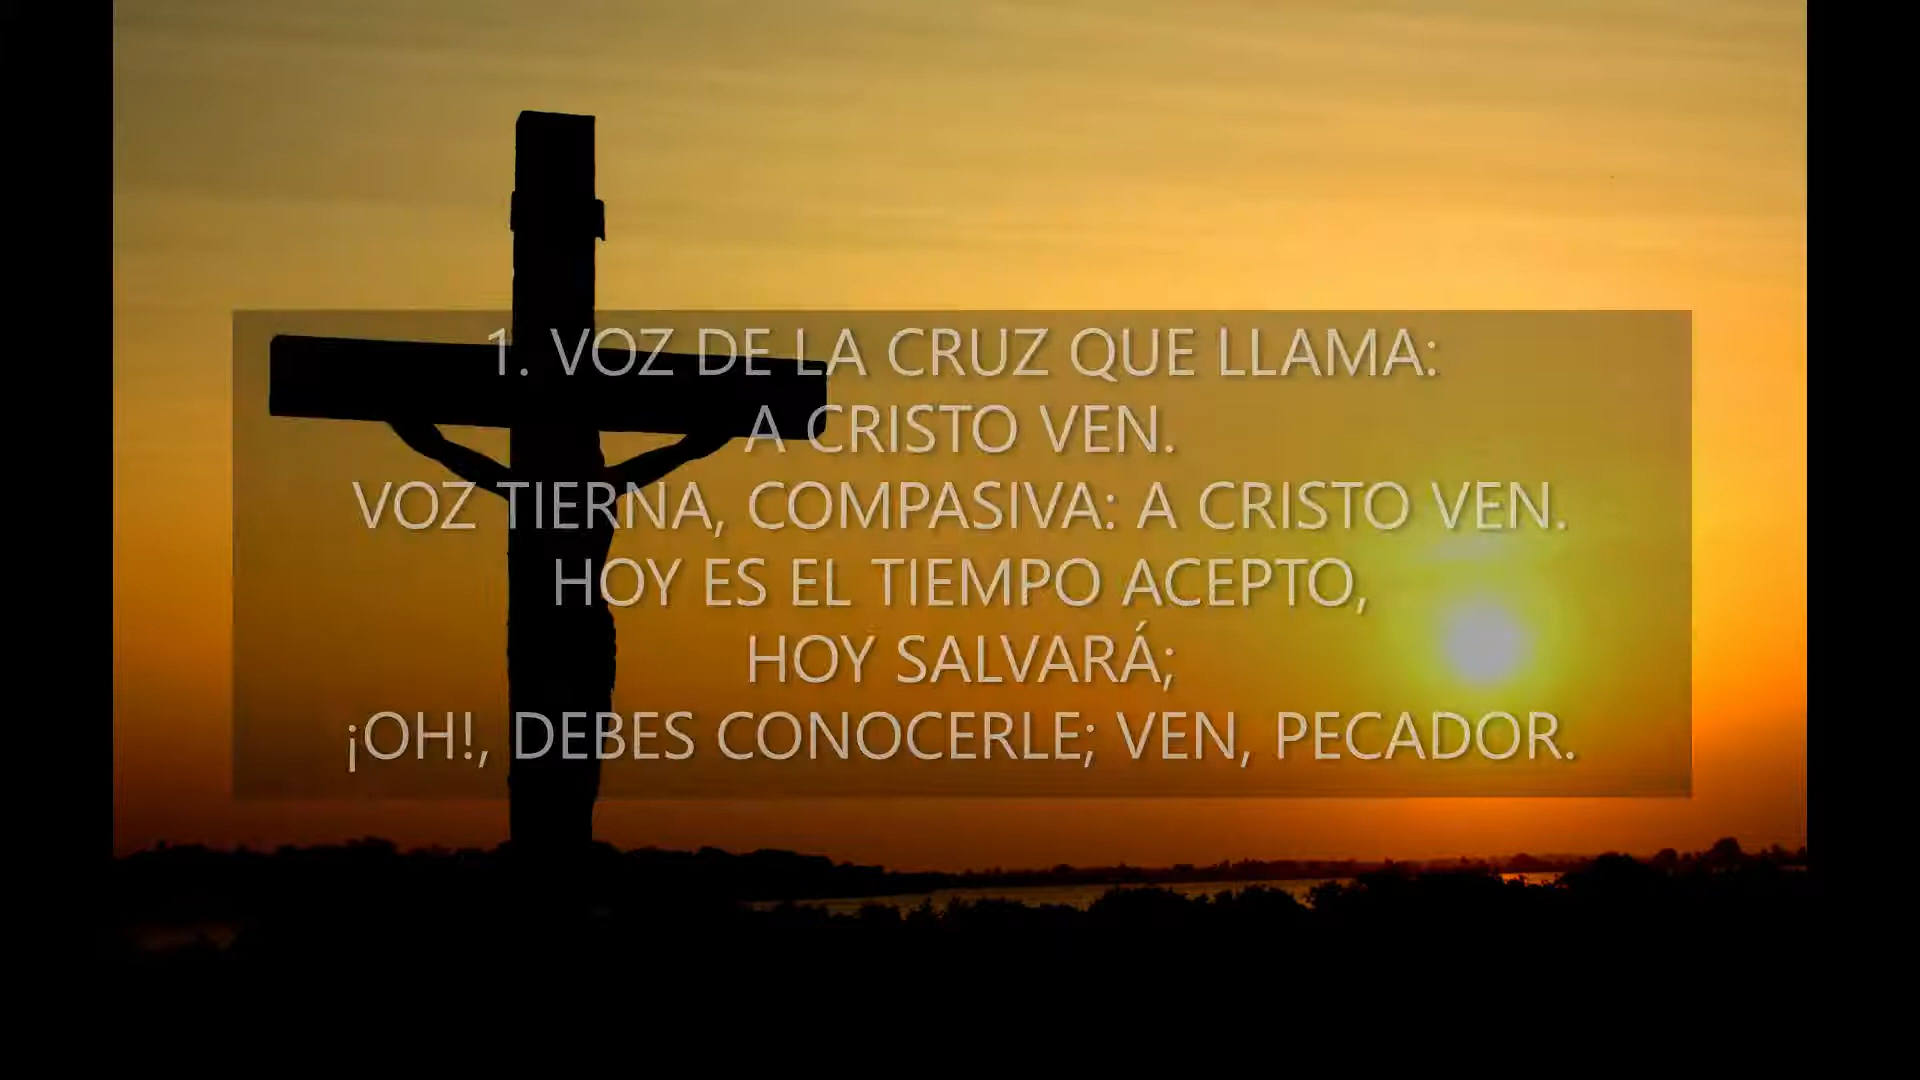 1. VOZ DE LA CRUZ QUE LLAMA:
A CRISTO VEN.
VOZ TIERNA, COMPASIVA: A CRISTO VEN.
HOY ES EL TIEMPO ACEPTO,
HOY SALVARÁ;
¡OH!, DEBES CONOCERLE; VEN, PECADOR.